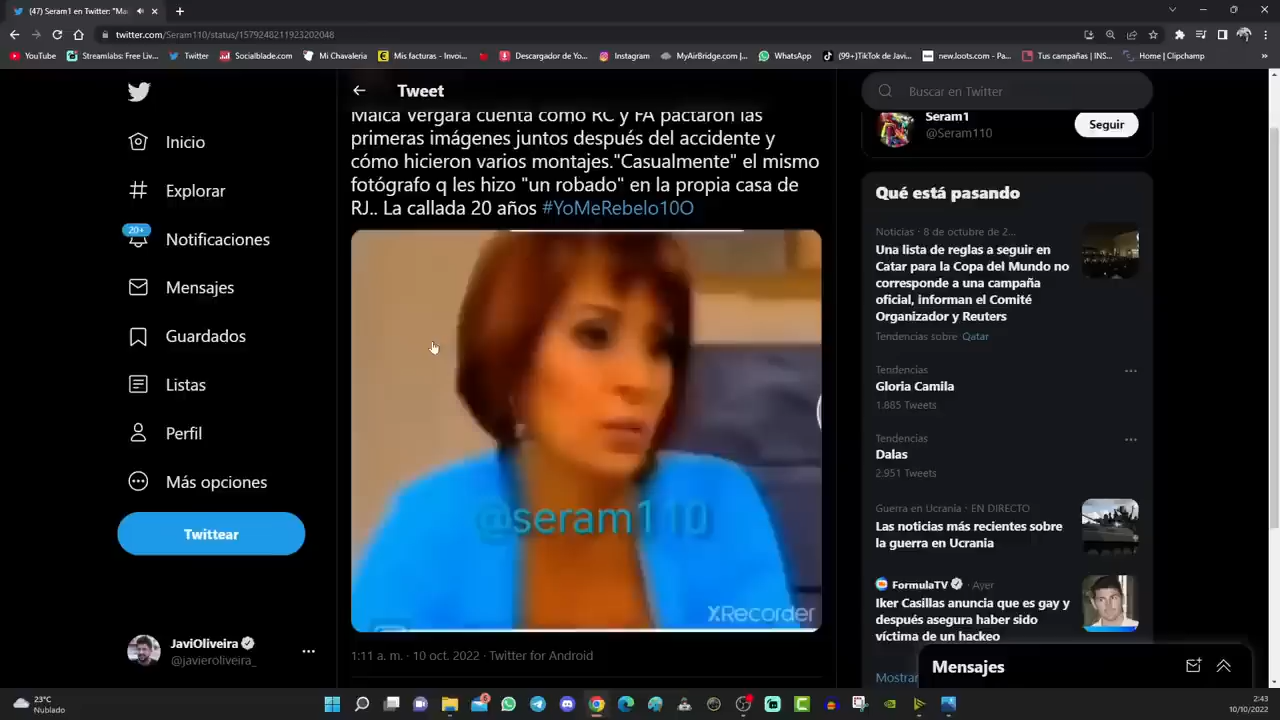 (47) Seram1 en Twitter: "Ma
twitter.com/Seram110/status/1579248211923202048
YouTube
Streamlabs: Free Liv...
Twitter
Socialblade.com
Mi Chavaleria
Mis facturas - Invoi...
Descargador de Yo...
Instagram
MyAirBridge.com |...
WhatsApp
(99+)TikTok de Javi...
new.loots.com - Pa...
Tus campañas | INS...
Home | Clipchamp
»
Inicio
Explorar
20+
Notificaciones
Mensajes
Guardados
Listas
Perfil
Más opciones
Twittear
JaviOliveira
@javieroliveira_
Tweet
Maica Vergara cuenta como RC y FA pactaron las
primeras imágenes juntos después del accidente y
cómo hicieron varios montajes."Casualmente" el mismo
fotógrafo q les hizo "un robado" en la propia casa de
RJ.. La callada 20 años #YoMeRebelo10O
@seram110
XRecorder
1:11 a. m. · 10 oct. 2022 · Twitter for Android
Buscar en Twitter
Seram1
@Seram110
Seguir
Qué está pasando
Noticias · 8 de octubre de 2...
Una lista de reglas a seguir en
Catar para la Copa del Mundo no
corresponde a una campaña
oficial, informan el Comité
Organizador y Reuters
Tendencias sobre Qatar
Tendencias
Gloria Camila
1.885 Tweets
Tendencias
Dalas
2.951 Tweets
Guerra en Ucrania · EN DIRECTO
Las noticias más recientes sobre
la guerra en Ucrania
FormulaTV · Ayer
Iker Casillas anuncia que es gay y
después asegura haber sido
víctima de un hackeo
Mostrar
Mensajes
23°C
Nublado
2:43
10/10/2022